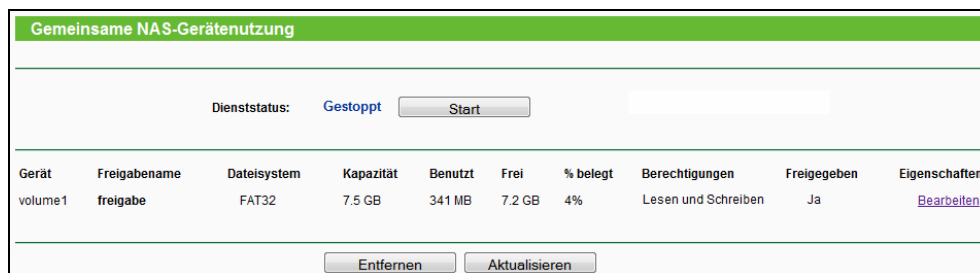 Gemeinsame NAS-Gerätenutzung
Dienststatus: Gestoppt Start
Gerät Freigabename Dateisystem Kapazität Benutzt Frei % belegt Berechtigungen Freigegeben Eigenschaften
volume1 freigabe FAT32 7.5 GB 341 MB 7.2 GB 4% Lesen und Schreiben Ja Bearbeiten
Entfernen Aktualisieren